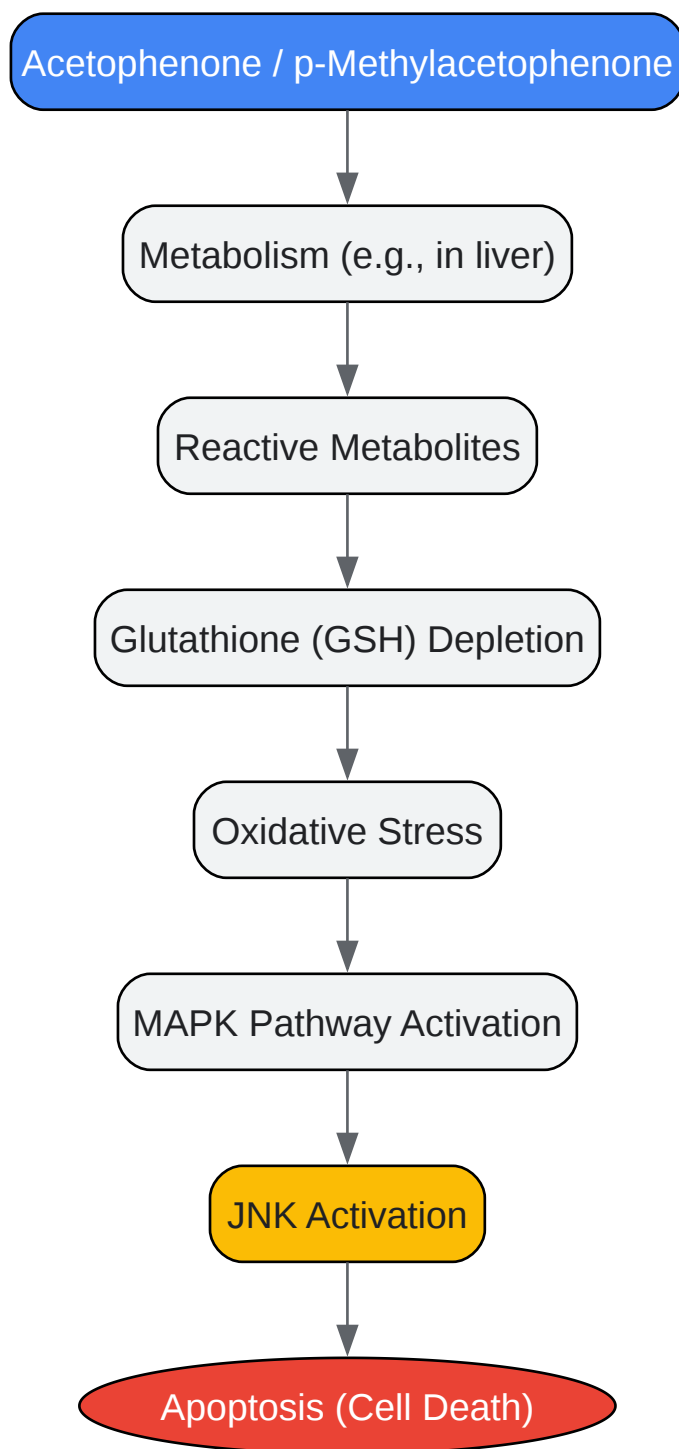 Acetophenone / p-Methylacetophenone
Metabolism (e.g., in liver)
Reactive Metabolites
Glutathione (GSH) Depletion
Oxidative Stress
MAPK Pathway Activation
JNK Activation
Apoptosis (Cell Death)